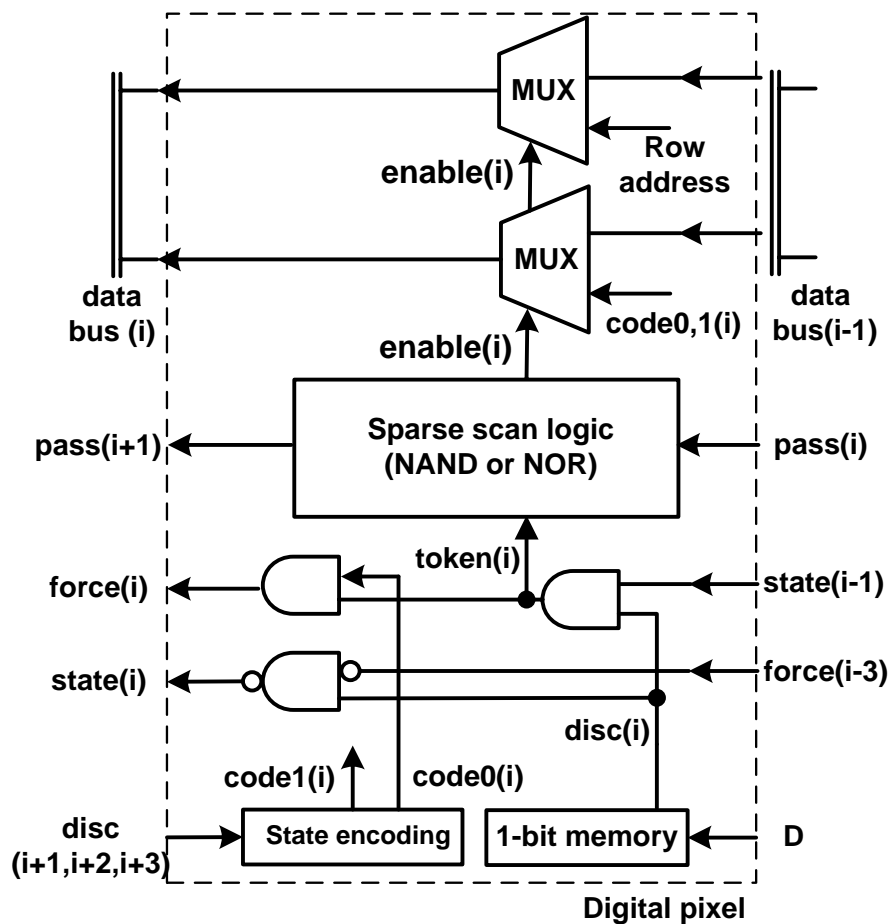 MUX
Row
address
enable(i)
MUX
data
bus (i)
data
bus(i-1)
code0,1(i)
enable(i)
Sparse scan logic
(NAND or NOR)
pass(i+1)
pass(i)
token(i)
force(i)
state(i-1)
state(i)
force(i-3)
disc(i)
code1(i)
code0(i)
disc
(i+1,i+2,i+3)
State encoding
1-bit memory
D
Digital pixel